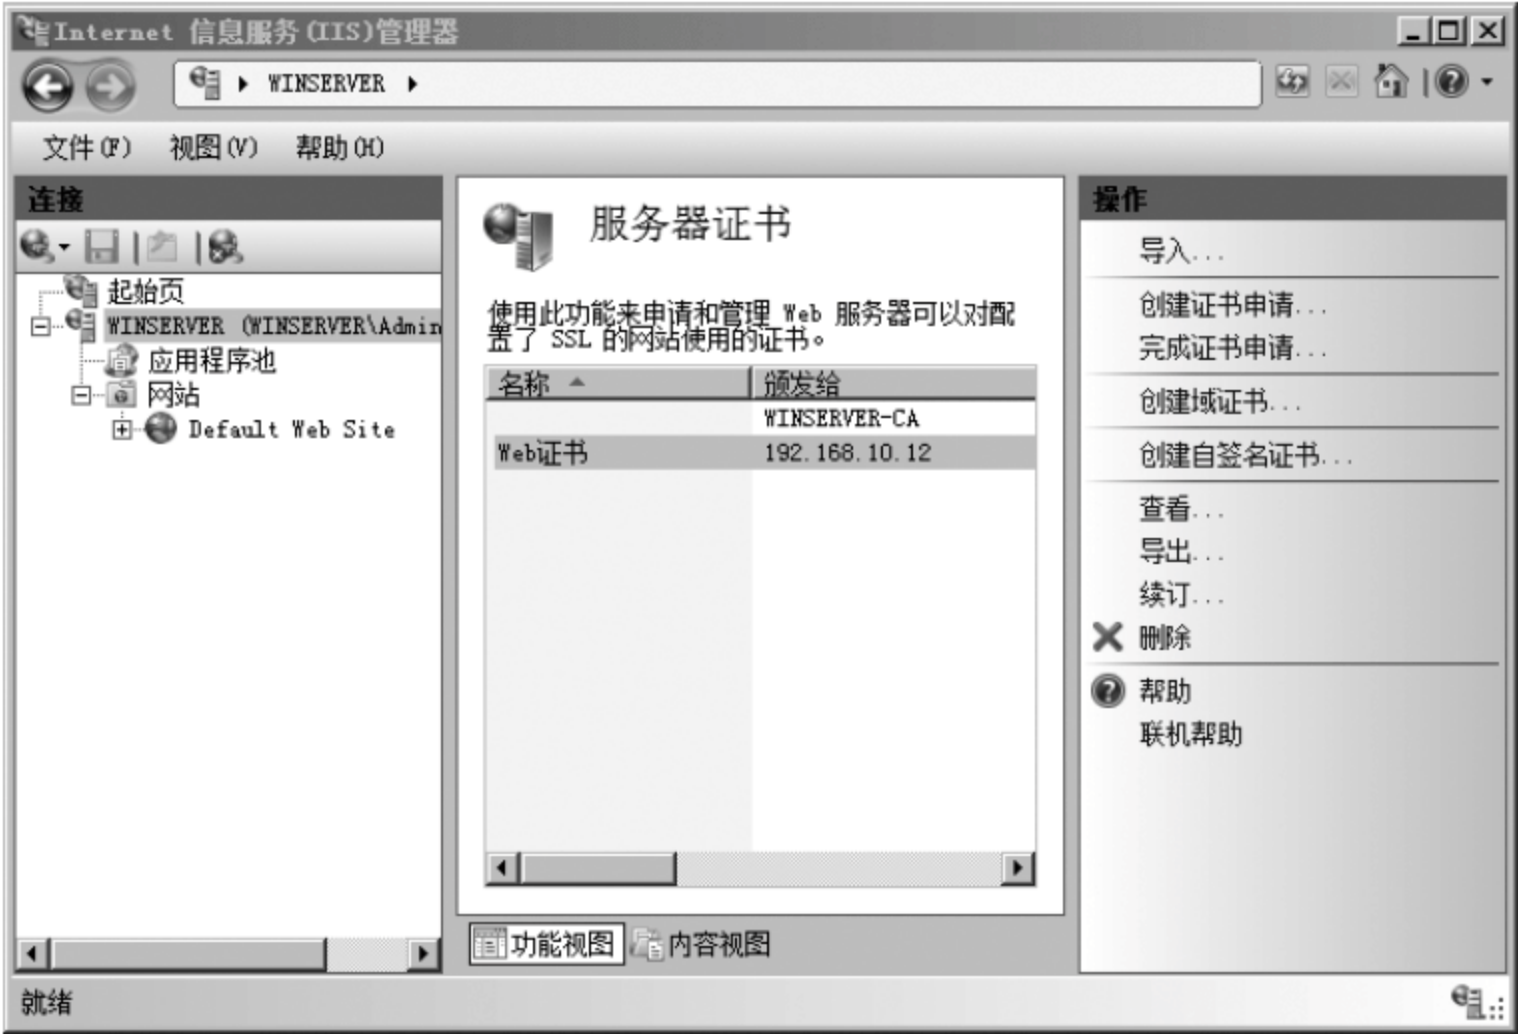 Internet 信息服务(IIS)管理器
WINSERVER
文件(F) 视图(V) 帮助(H)
连接
起始页
WINSERVER (WINSERVER\Admin
应用程序池
网站
Default Web Site
服务器证书
使用此功能来申请和管理 Web 服务器可以对配
置了 SSL 的网站使用的证书。
名称 颁发给
WINSERVER-CA
Web证书 192.168.10.12
功能视图 内容视图
操作
导入...
创建证书申请...
完成证书申请...
创建域证书...
创建自签名证书...
查看...
导出...
续订...
删除
帮助
联机帮助
就绪